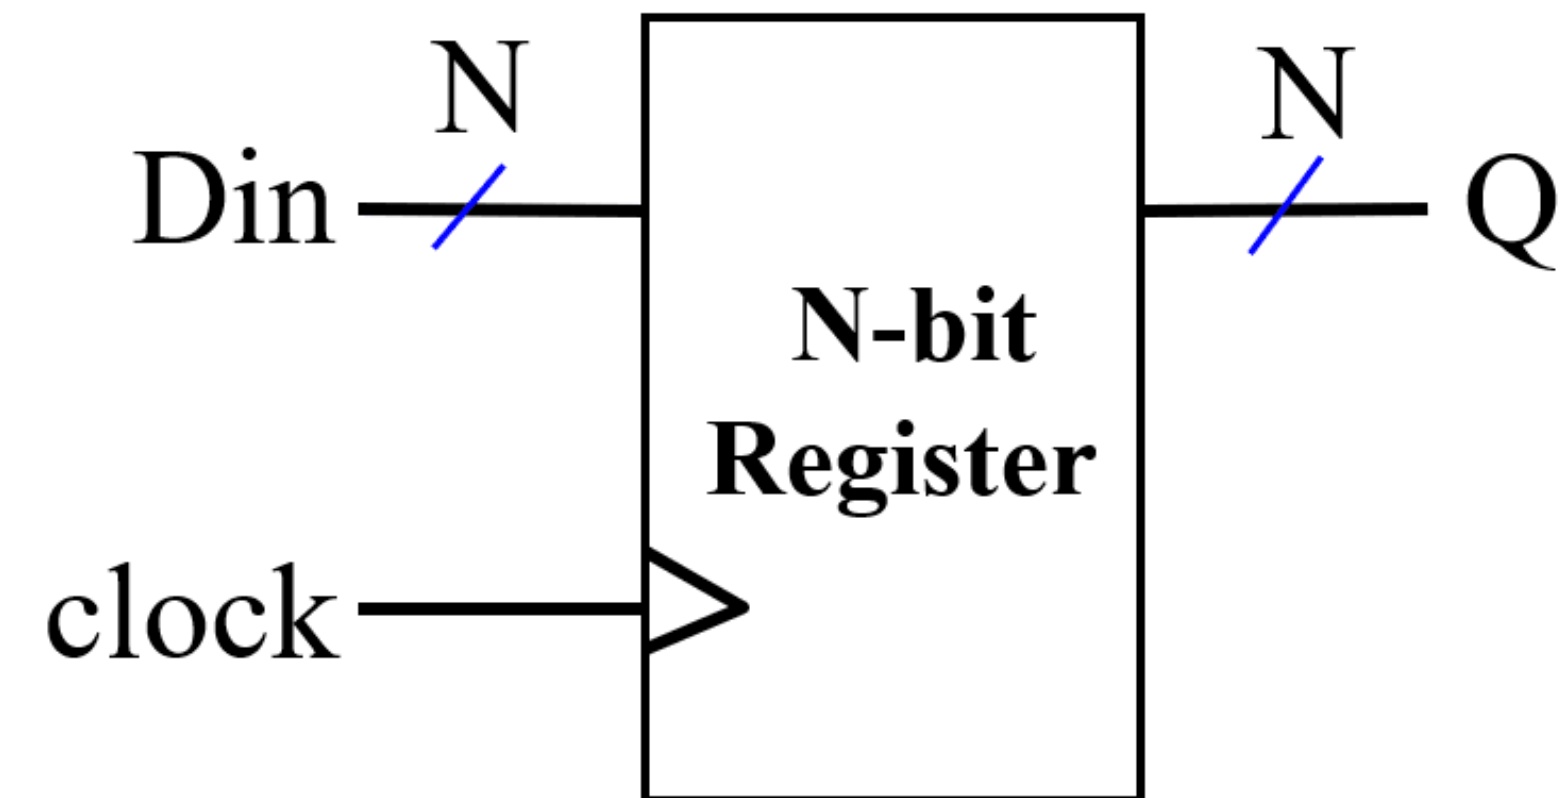 N
N
Din
Q
N-bit
Register
clock